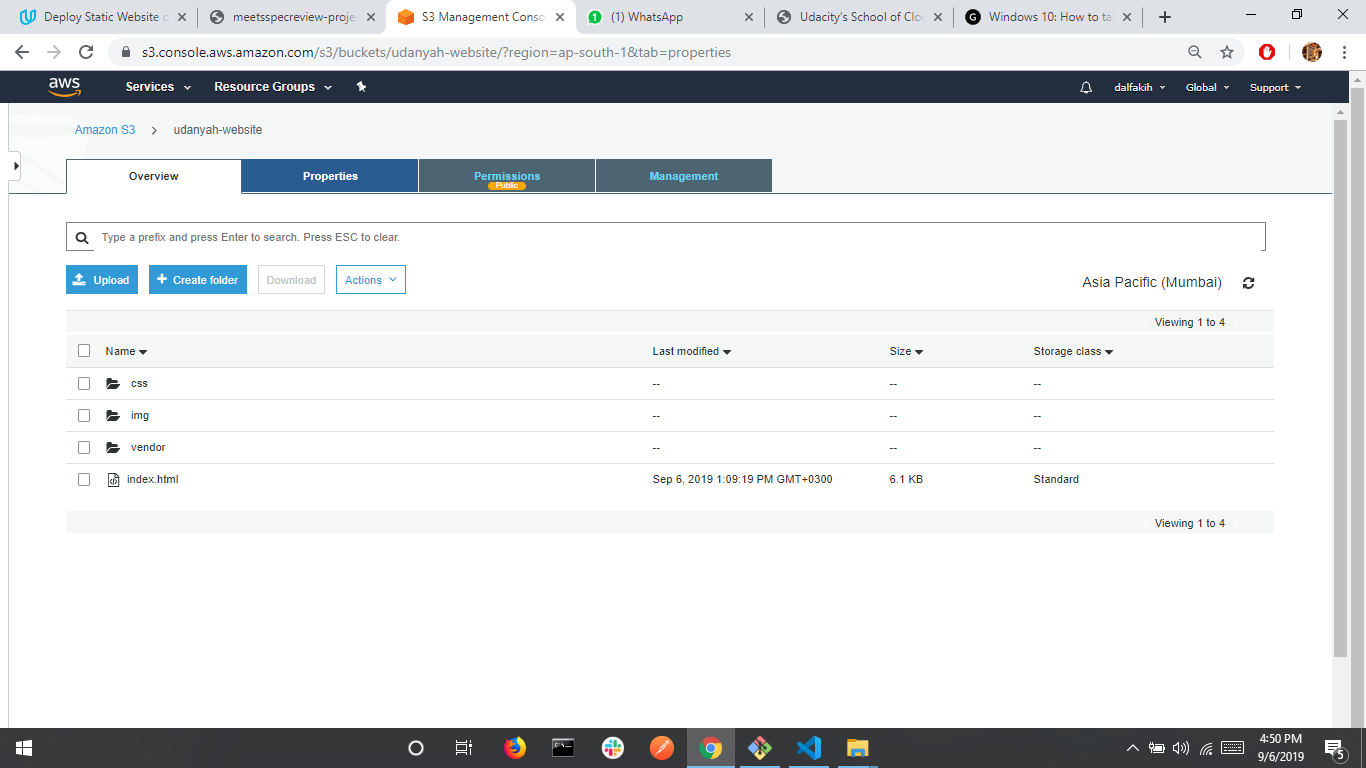 Deploy Static Website o
meetsspecreview-proje
S3 Management Conso
(1) WhatsApp
Udacity's School of Clou
Windows 10: How to ta
s3.console.aws.amazon.com/s3/buckets/udanyah-website/?region=ap-south-1&tab=properties
aws
Services
Resource Groups
dalfakih
Global
Support
Amazon S3
udanyah-website
Overview
Properties
Permissions
Public
Management
Type a prefix and press Enter to search. Press ESC to clear.
Upload
Create folder
Download
Actions
Asia Pacific (Mumbai)
Viewing 1 to 4
Name Last modified Size Storage class
css -- -- --
img -- -- --
vendor -- -- --
index.html Sep 6, 2019 1:09:19 PM GMT+0300 6.1 KB Standard
Viewing 1 to 4
4:50 PM
9/6/2019
5